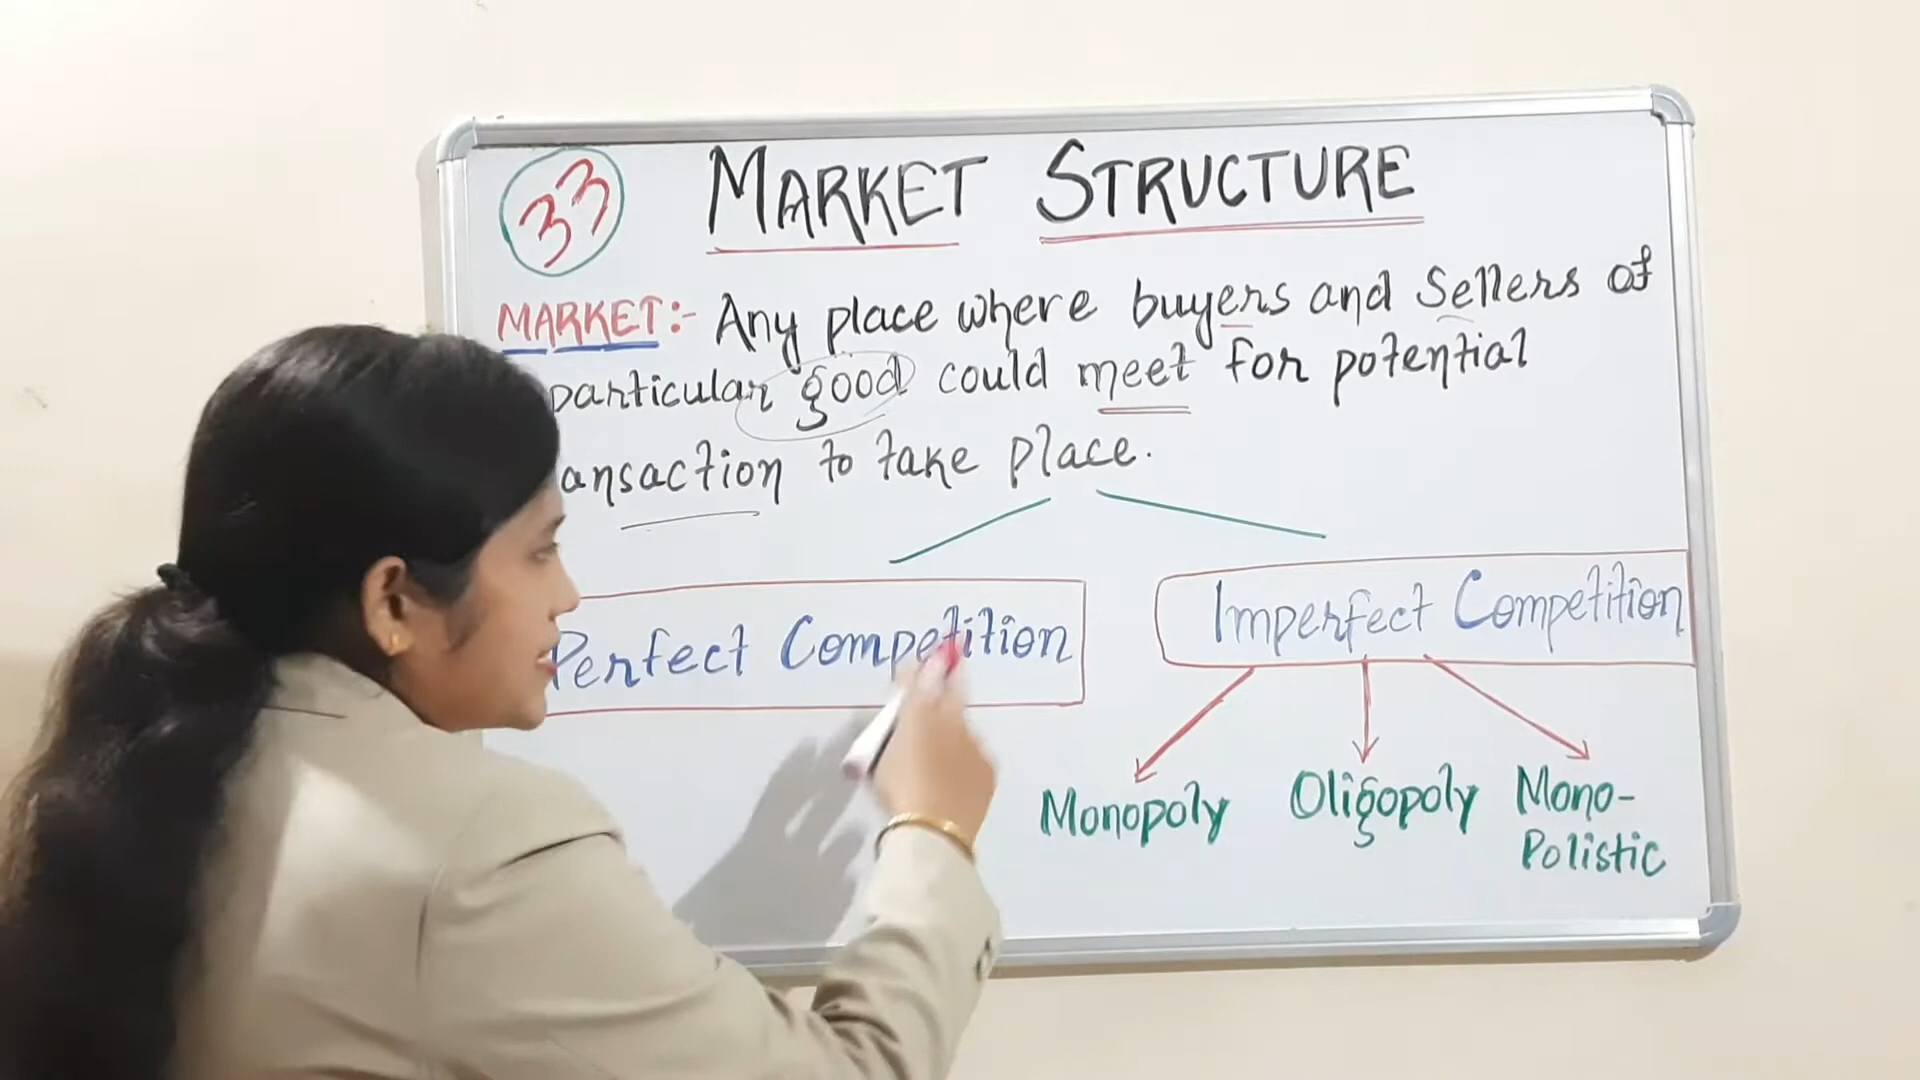 33 MARKET STRUCTURE
MARKET:- Any place where buyers and Sellers of
particular good could meet for potential
ansaction to take place.
Perfect Competition
Imperfect Competition
Monopoly
Oligopoly
Mono-
Polistic